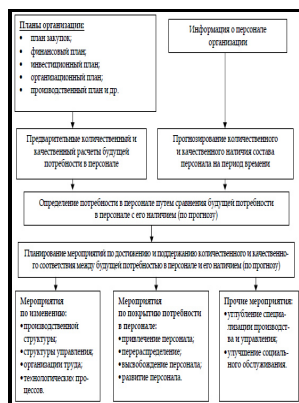 Планы организации:
• план закупок;
• финансовый план;
• инвестиционный план;
• организационный план;
• производственный план и др.
Информация о персонале
организации
Предварительные количественный и
качественный расчеты будущей
потребности в персонале
Прогнозирование количественного
и качественного наличия состава
персонала на период времени
Определение потребности в персонале путем сравнения будущей потребности
в персонале с его наличием (по прогнозу)
Планирование мероприятий по достижению и поддержанию количественного и качествен-
ного соответствия между будущей потребностью в персонале и его наличием (по прогнозу)
Мероприятия
по изменению:
•производственной
структуры;
•структуры управления;
•организации труда;
•технологических про-
цессов.
Мероприятия
по покрытию потребности
в персонале:
•привлечение персонала;
•перераспределение;
•высвобождение персонала;
•развитие персонала.
Прочие мероприятия:
•углубление специа-
лизации производст-
ва и управления;
•улучшение социаль-
ного обслуживания.